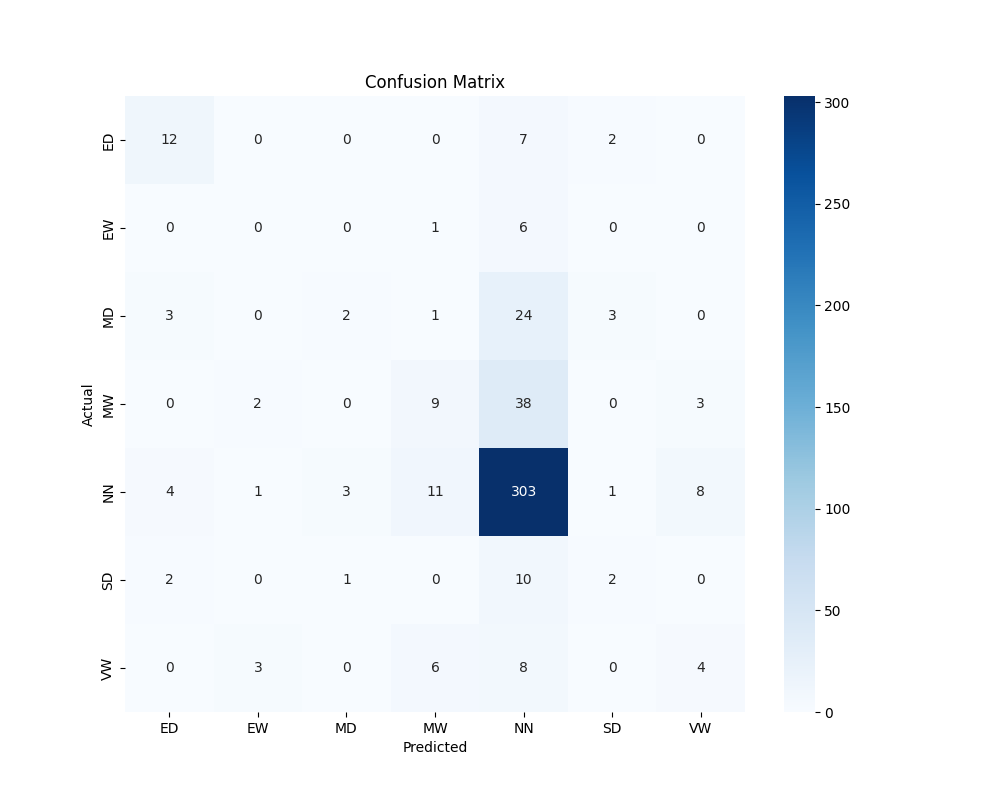 Confusion Matrix
ED 12 0 0 0 7 2 0
EW 0 0 0 1 6 0 0
MD 3 0 2 1 24 3 0
MW 0 2 0 9 38 0 3
NN 4 1 3 11 303 1 8
SD 2 0 1 0 10 2 0
VW 0 3 0 6 8 0 4
ED EW MD MW NN SD VW
Predicted
Actual
300
250
200
150
100
50
0